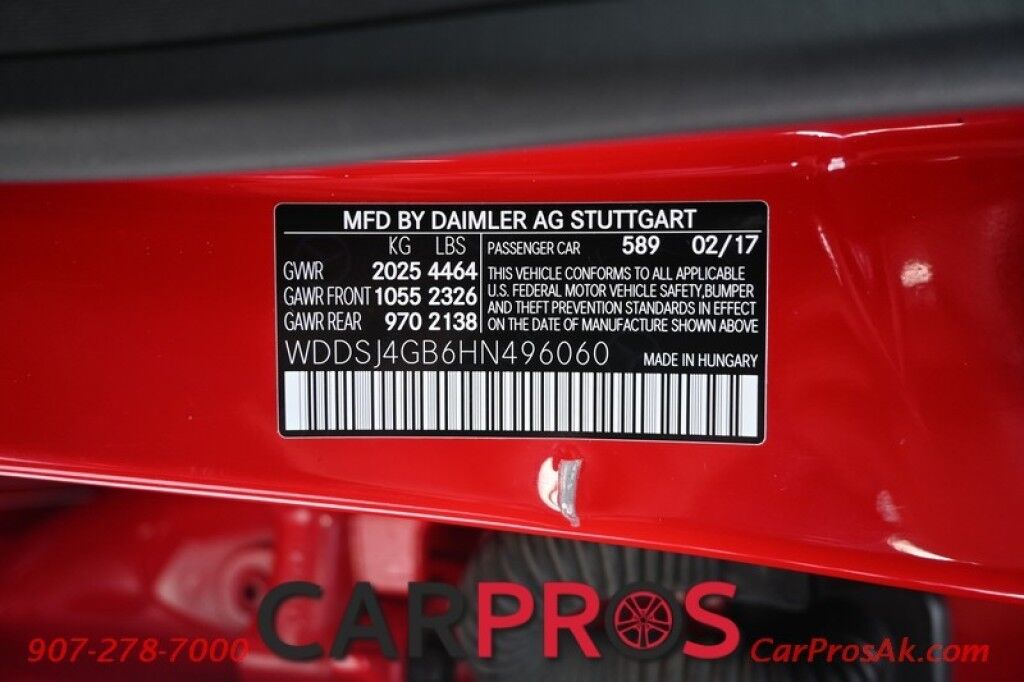 MFD BY DAIMLER AG STUTTGART
KG LBS
GVWR 2025 4464
GAWR FRONT 1055 2326
GAWR REAR 970 2138
PASSENGER CAR 589 02/17
THIS VEHICLE CONFORMS TO ALL APPLICABLE
U.S. FEDERAL MOTOR VEHICLE SAFETY,BUMPER
AND THEFT PREVENTION STANDARDS IN EFFECT
ON THE DATE OF MANUFACTURE SHOWN ABOVE
WDDSJ4GB6HN496060 MADE IN HUNGARY
CARPROS
907-278-7000 CarProsAk.com